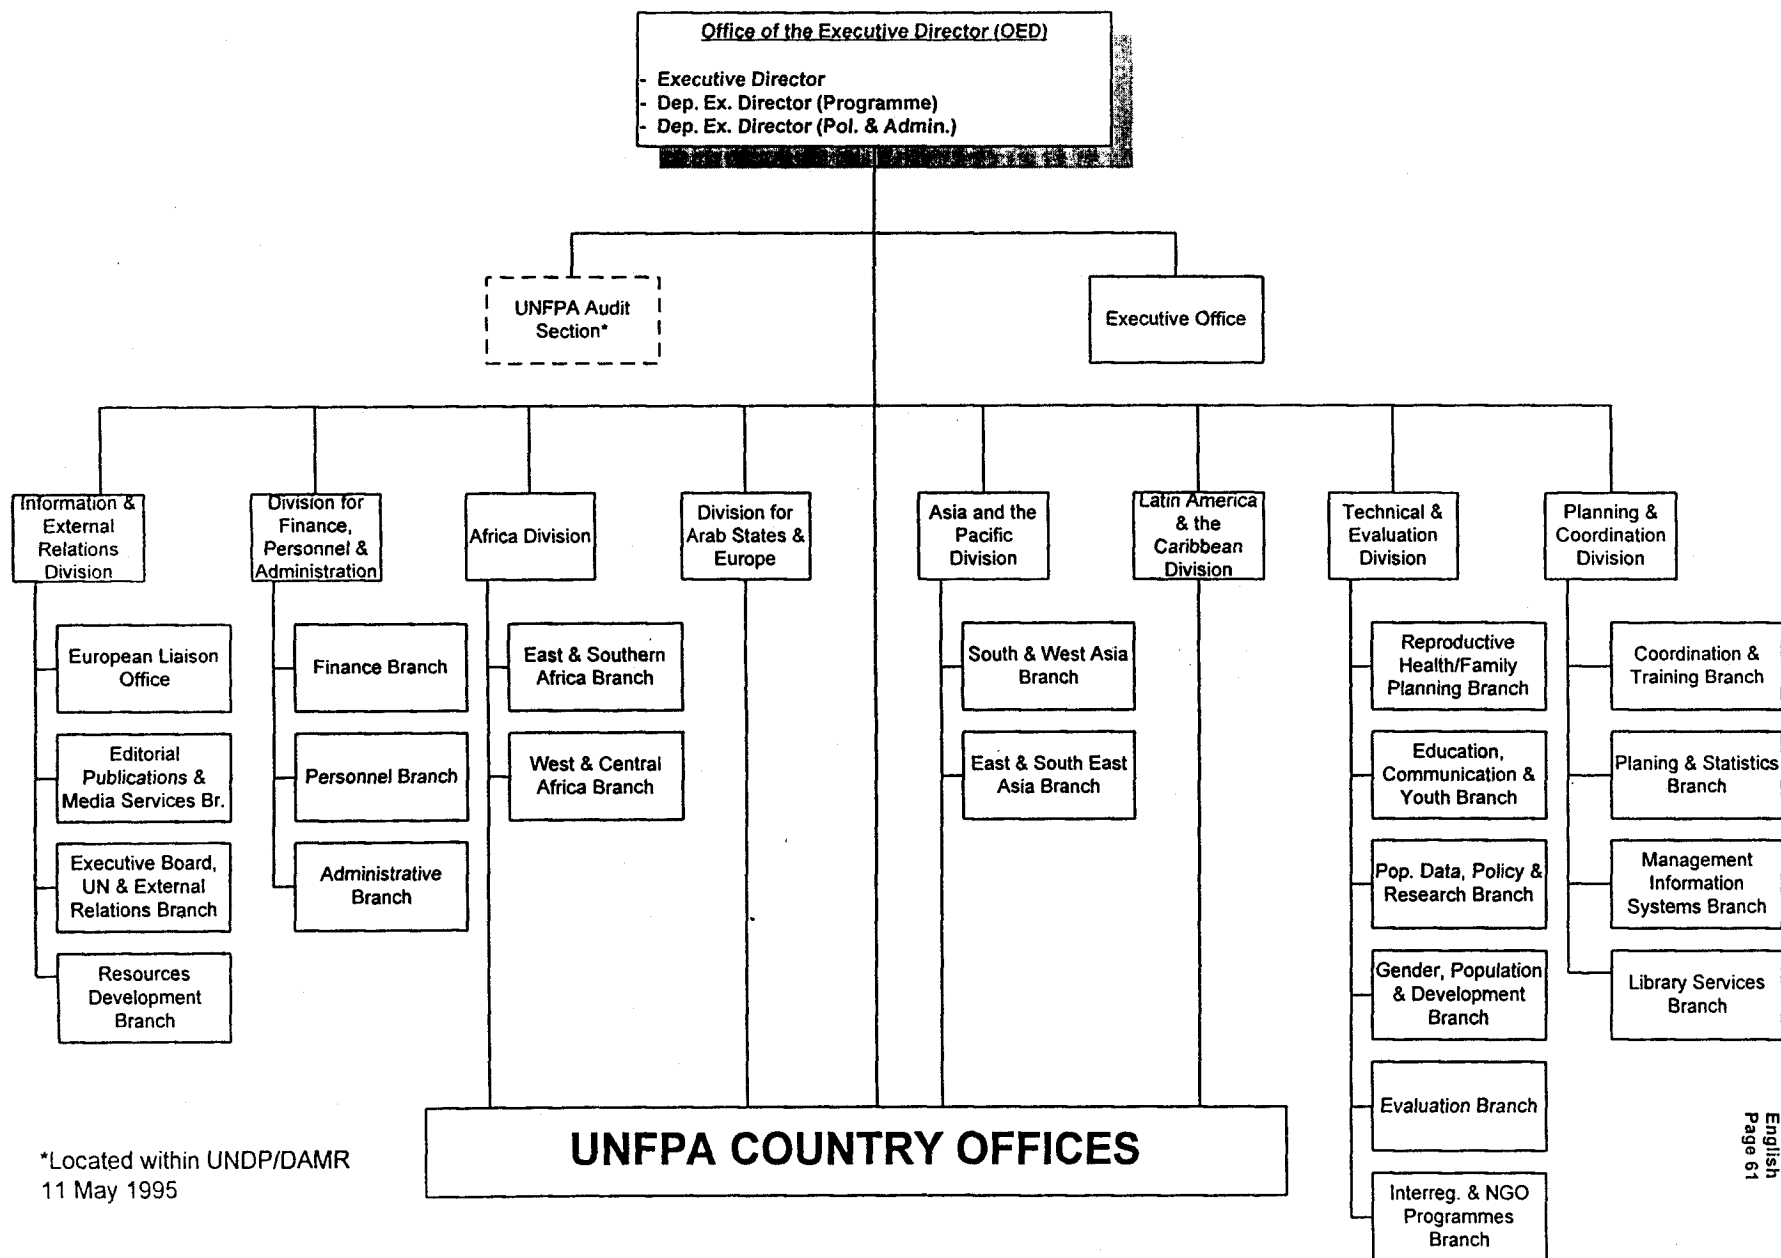 Office of the Executive Director (OED)
- Executive Director
- Dep. Ex. Director (Programme)
- Dep. Ex. Director (Pol. & Admin.)
UNFPA Audit
Section*
Executive Office
Information &
External
Relations
Division
European Liaison
Office
Editorial
Publications &
Media Services Br.
Executive Board,
UN & External
Relations Branch
Resources
Development
Branch
Division for
Finance,
Personnel &
Administration
Finance Branch
Personnel Branch
Administrative
Branch
Africa Division
East & Southern
Africa Branch
West & Central
Africa Branch
Division for
Arab States &
Europe
Asia and the
Pacific
Division
South & West Asia
Branch
East & South East
Asia Branch
Latin America
& the
Caribbean
Division
Technical &
Evaluation
Division
Reproductive
Health/Family
Planning Branch
Education,
Communication &
Youth Branch
Pop. Data, Policy &
Research Branch
Gender, Population
& Development
Branch
Evaluation Branch
Interreg. & NGO
Programmes
Branch
Planning &
Coordination
Division
Coordination &
Training Branch
Planing & Statistics
Branch
Management
Information
Systems Branch
Library Services
Branch
UNFPA COUNTRY OFFICES
*Located within UNDP/DAMR
11 May 1995
English
Page 61